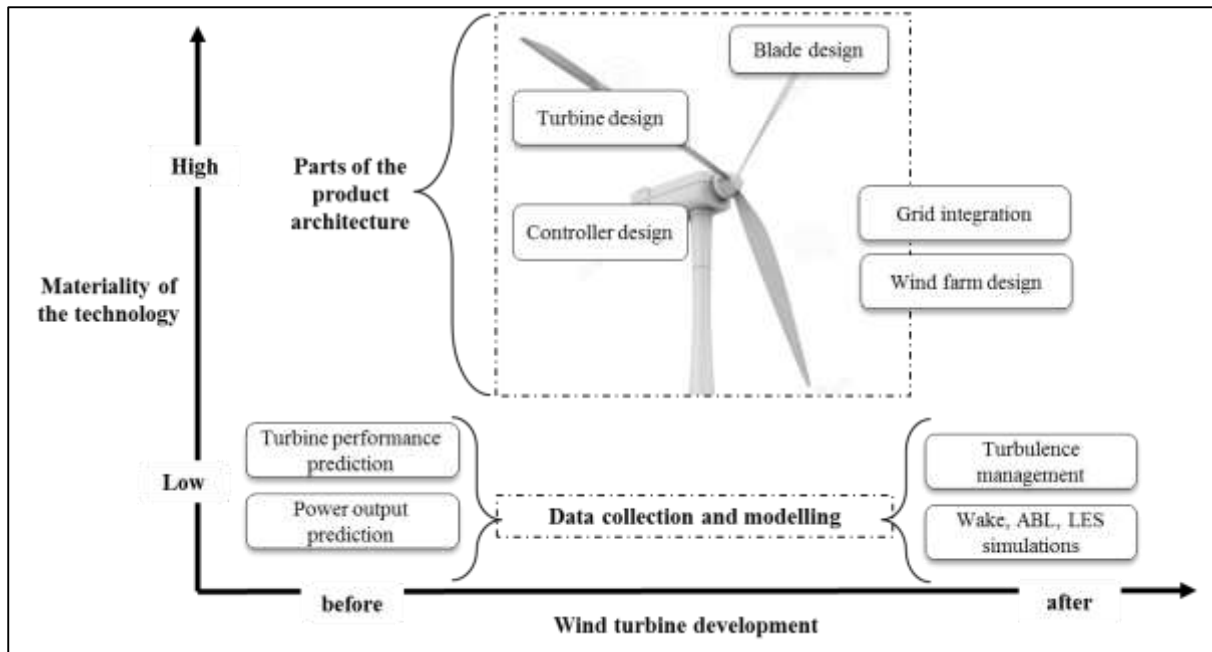 Blade design
Turbine design
High
Parts of the
product
architecture
Controller design
Grid integration
Wind farm design
Materiality of
the technology
Turbine performance
prediction
Turbulence
management
Low
Power output
prediction
Data collection and modelling
Wake, ABL, LES
simulations
before
after
Wind turbine development